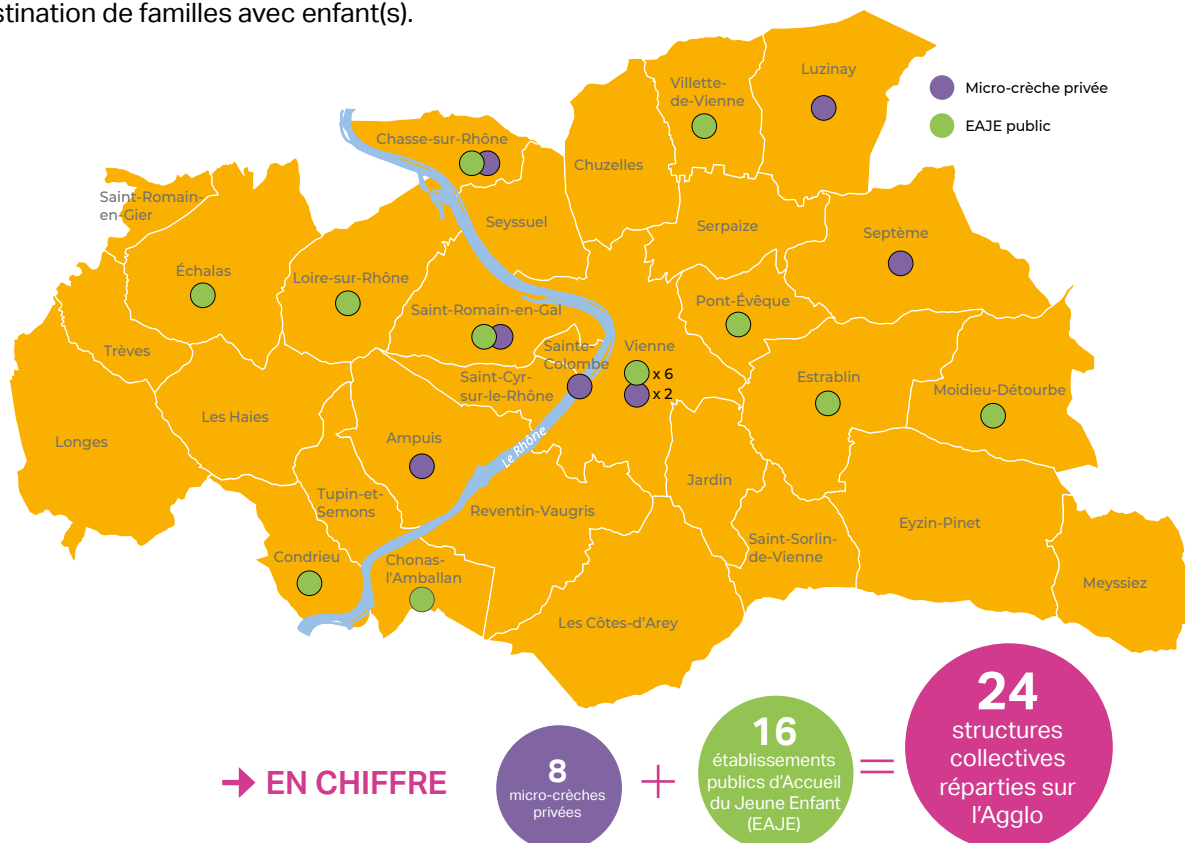 stination de familles avec enfant(s).
Luzinay
Villette-
de-Vienne
Micro-crèche privée
EAJE public
Chasse-sur-Rhône
Chuzelles
Saint-Romain-
en-Gier
Seyssuel
Serpaize
Septème
Échalas
Loire-sur-Rhône
Pont-Évêque
Saint-Romain-en-Gal
Sainte-
Colombe
Vienne
x 6
x 2
Trèves
Saint-Cyr-
sur-le-Rhône
Estrablin
Moidieu-Détourbe
Les Haies
Longes
Ampuis
Le Rhône
Jardin
Tupin-et-
Semons
Reventin-Vaugris
Eyzin-Pinet
Saint-Sorlin-
de-Vienne
Condrieu
Chonas-
l'Amballan
Meyssiez
Les Côtes-d'Arey
➔ EN CHIFFRE
8
micro-crèches
privées
+
16
établissements
publics d'Accueil
du Jeune Enfant
(EAJE)
=
24
structures
collectives
réparties sur
l'Agglo